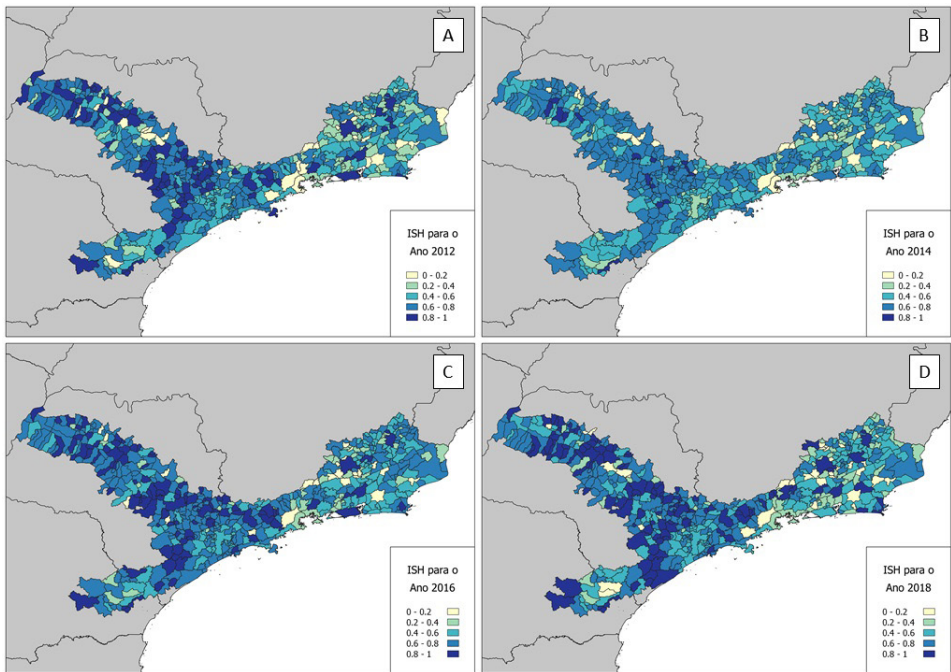 A
ISH para o
Ano 2012
0 - 0.2
0.2 - 0.4
0.4 - 0.6
0.6 - 0.8
0.8 - 1
B
ISH para o
Ano 2014
0 - 0.2
0.2 - 0.4
0.4 - 0.6
0.6 - 0.8
0.8 - 1
C
ISH para o
Ano 2016
0 - 0.2
0.2 - 0.4
0.4 - 0.6
0.6 - 0.8
0.8 - 1
D
ISH para o
Ano 2018
0 - 0.2
0.2 - 0.4
0.4 - 0.6
0.6 - 0.8
0.8 - 1